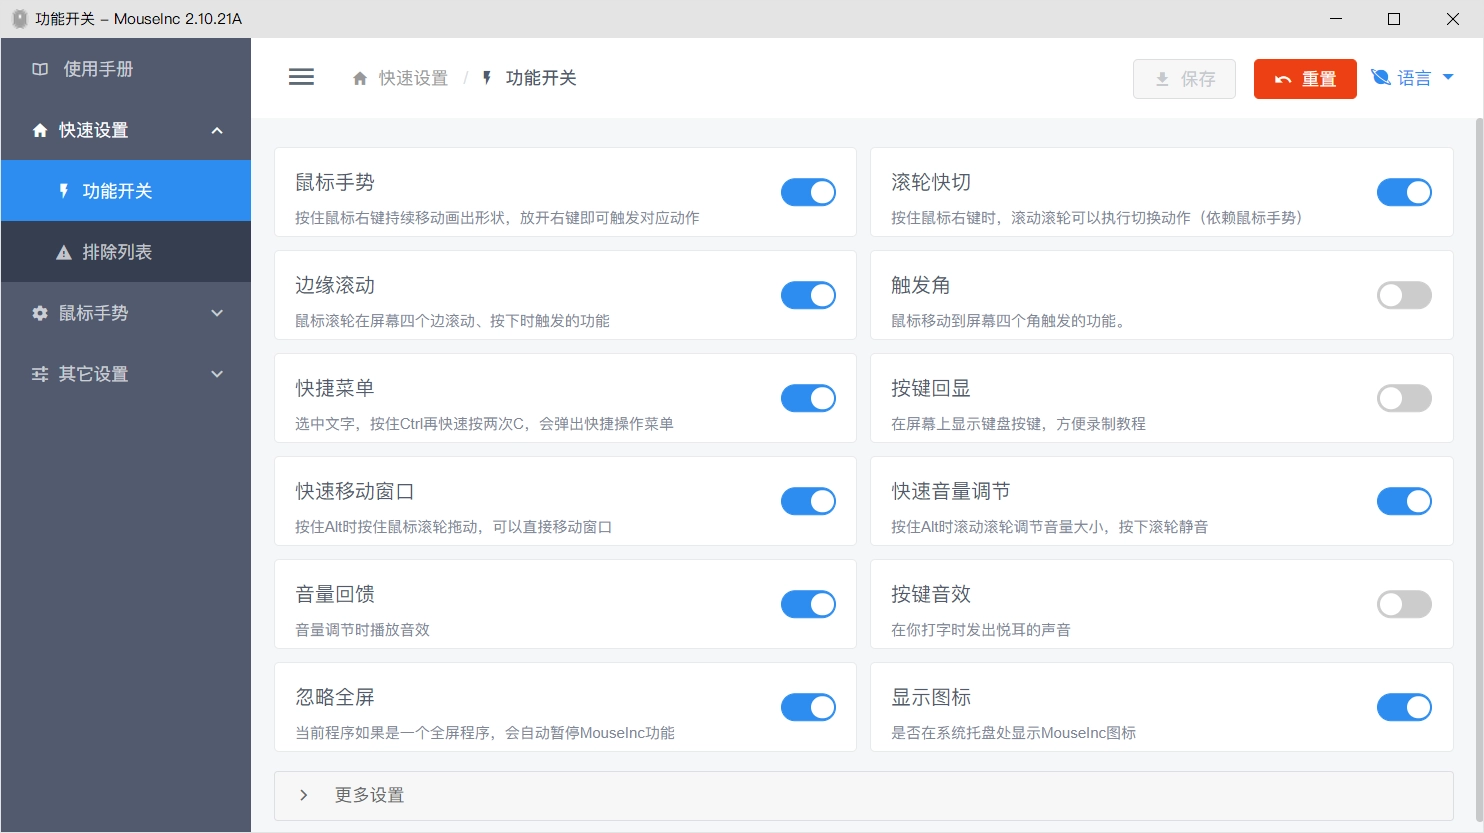 功能开关 – MouseInc 2.10.21A
使用手册
快速设置
功能开关
排除列表
鼠标手势
其它设置
快速设置 / 功能开关
保存
重置
语言
鼠标手势
按住鼠标右键持续移动画出形状，放开右键即可触发对应动作
滚轮快切
按住鼠标右键时，滚动滚轮可以执行切换动作（依赖鼠标手势）
边缘滚动
鼠标滚轮在屏幕四个边滚动、按下时触发的功能
触发角
鼠标移动到屏幕四个角触发的功能。
快捷菜单
选中文字，按住Ctrl再快速按两次C，会弹出快捷操作菜单
按键回显
在屏幕上显示键盘按键，方便录制教程
快速移动窗口
按住Alt时按住鼠标滚轮拖动，可以直接移动窗口
快速音量调节
按住Alt时滚动滚轮调节音量大小，按下滚轮静音
音量回馈
音量调节时播放音效
按键音效
在你打字时发出悦耳的声音
忽略全屏
当前程序如果是一个全屏程序，会自动暂停MouseInc功能
显示图标
是否在系统托盘处显示MouseInc图标
更多设置